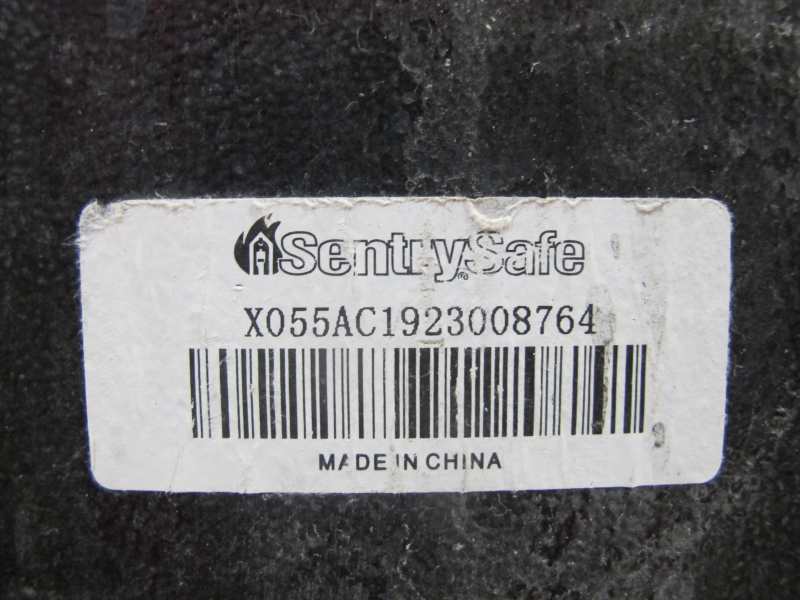 SentrySafe
X055AC1923008764
MADE IN CHINA